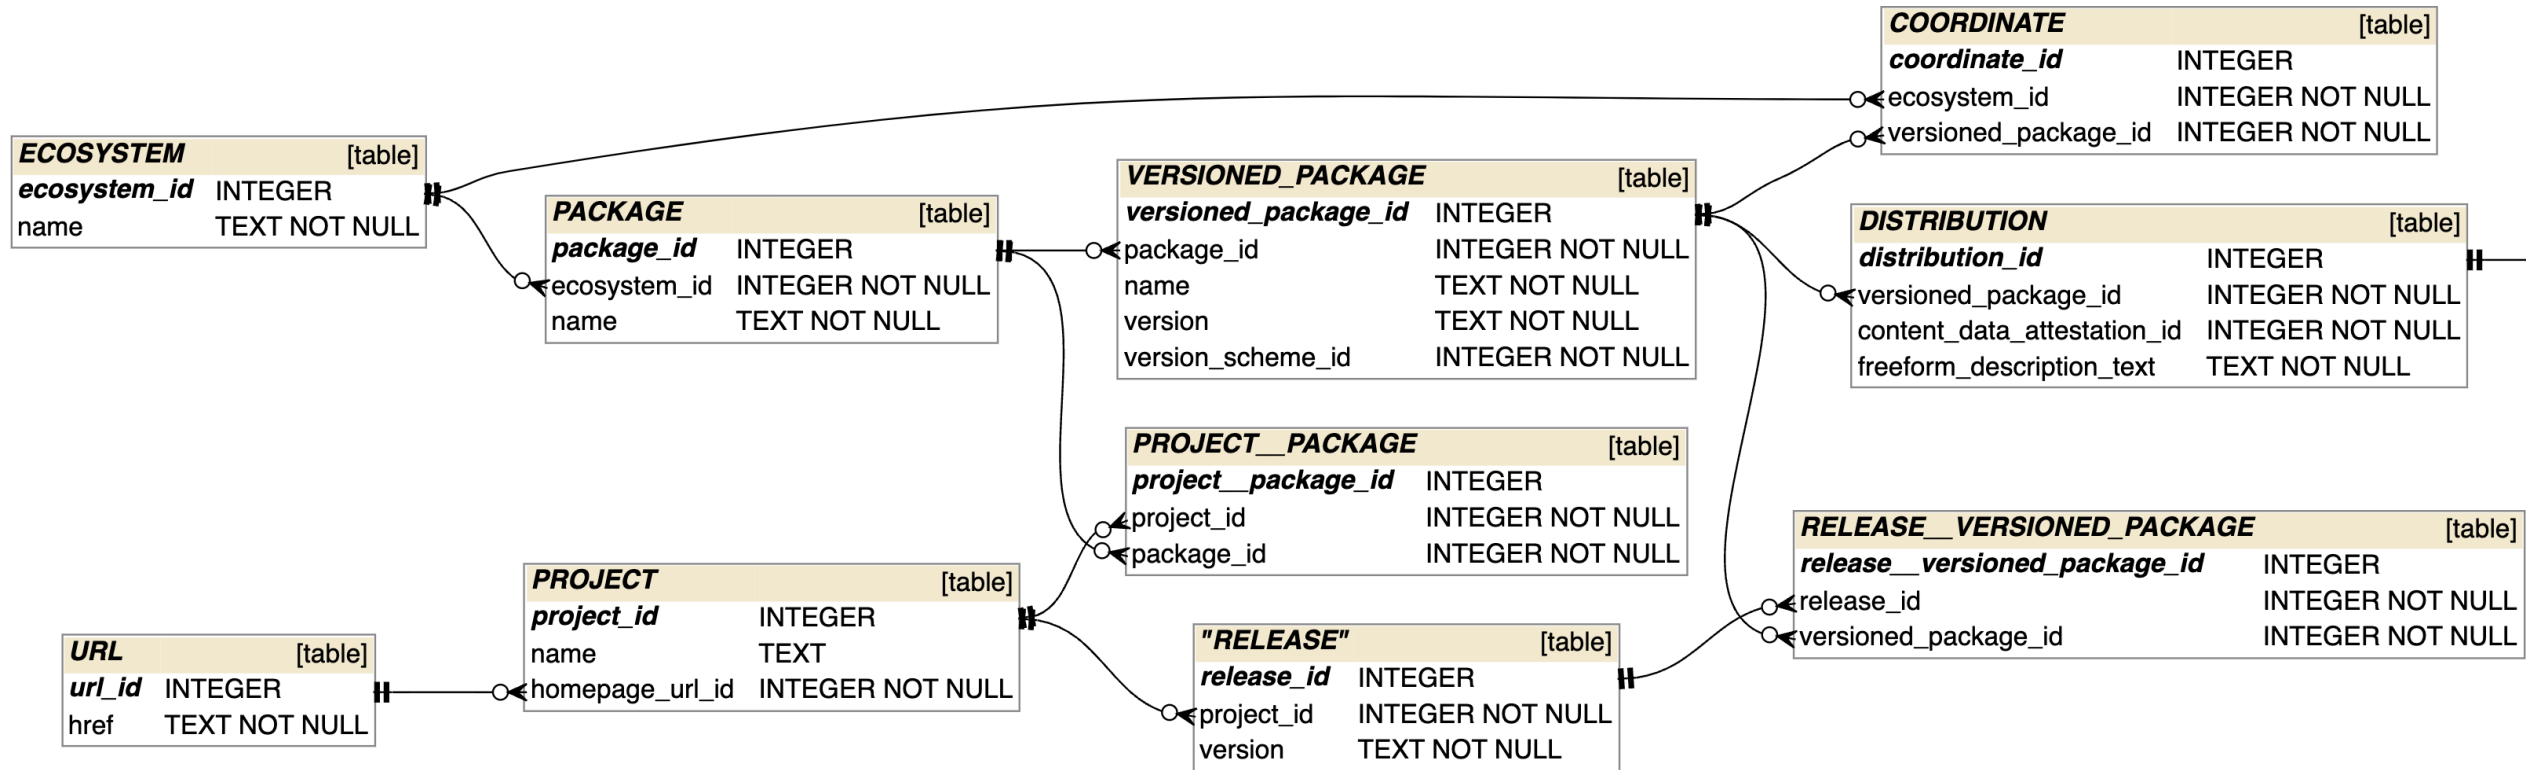 COORDINATE [table]
coordinate_id INTEGER
ecosystem_id INTEGER NOT NULL
versioned_package_id INTEGER NOT NULL
ECOSYSTEM [table]
ecosystem_id INTEGER
name TEXT NOT NULL
PACKAGE [table]
package_id INTEGER
ecosystem_id INTEGER NOT NULL
name TEXT NOT NULL
VERSIONED_PACKAGE [table]
versioned_package_id INTEGER
package_id INTEGER NOT NULL
name TEXT NOT NULL
version TEXT NOT NULL
version_scheme_id INTEGER NOT NULL
DISTRIBUTION [table]
distribution_id INTEGER
versioned_package_id INTEGER NOT NULL
content_data_attestation_id INTEGER NOT NULL
freeform_description_text TEXT NOT NULL
PROJECT__PACKAGE [table]
project__package_id INTEGER
project_id INTEGER NOT NULL
package_id INTEGER NOT NULL
RELEASE__VERSIONED_PACKAGE [table]
release__versioned_package_id INTEGER
release_id INTEGER NOT NULL
versioned_package_id INTEGER NOT NULL
PROJECT [table]
project_id INTEGER
name TEXT
homepage_url_id INTEGER NOT NULL
URL [table]
url_id INTEGER
href TEXT NOT NULL
"RELEASE" [table]
release_id INTEGER
project_id INTEGER NOT NULL
version TEXT NOT NULL